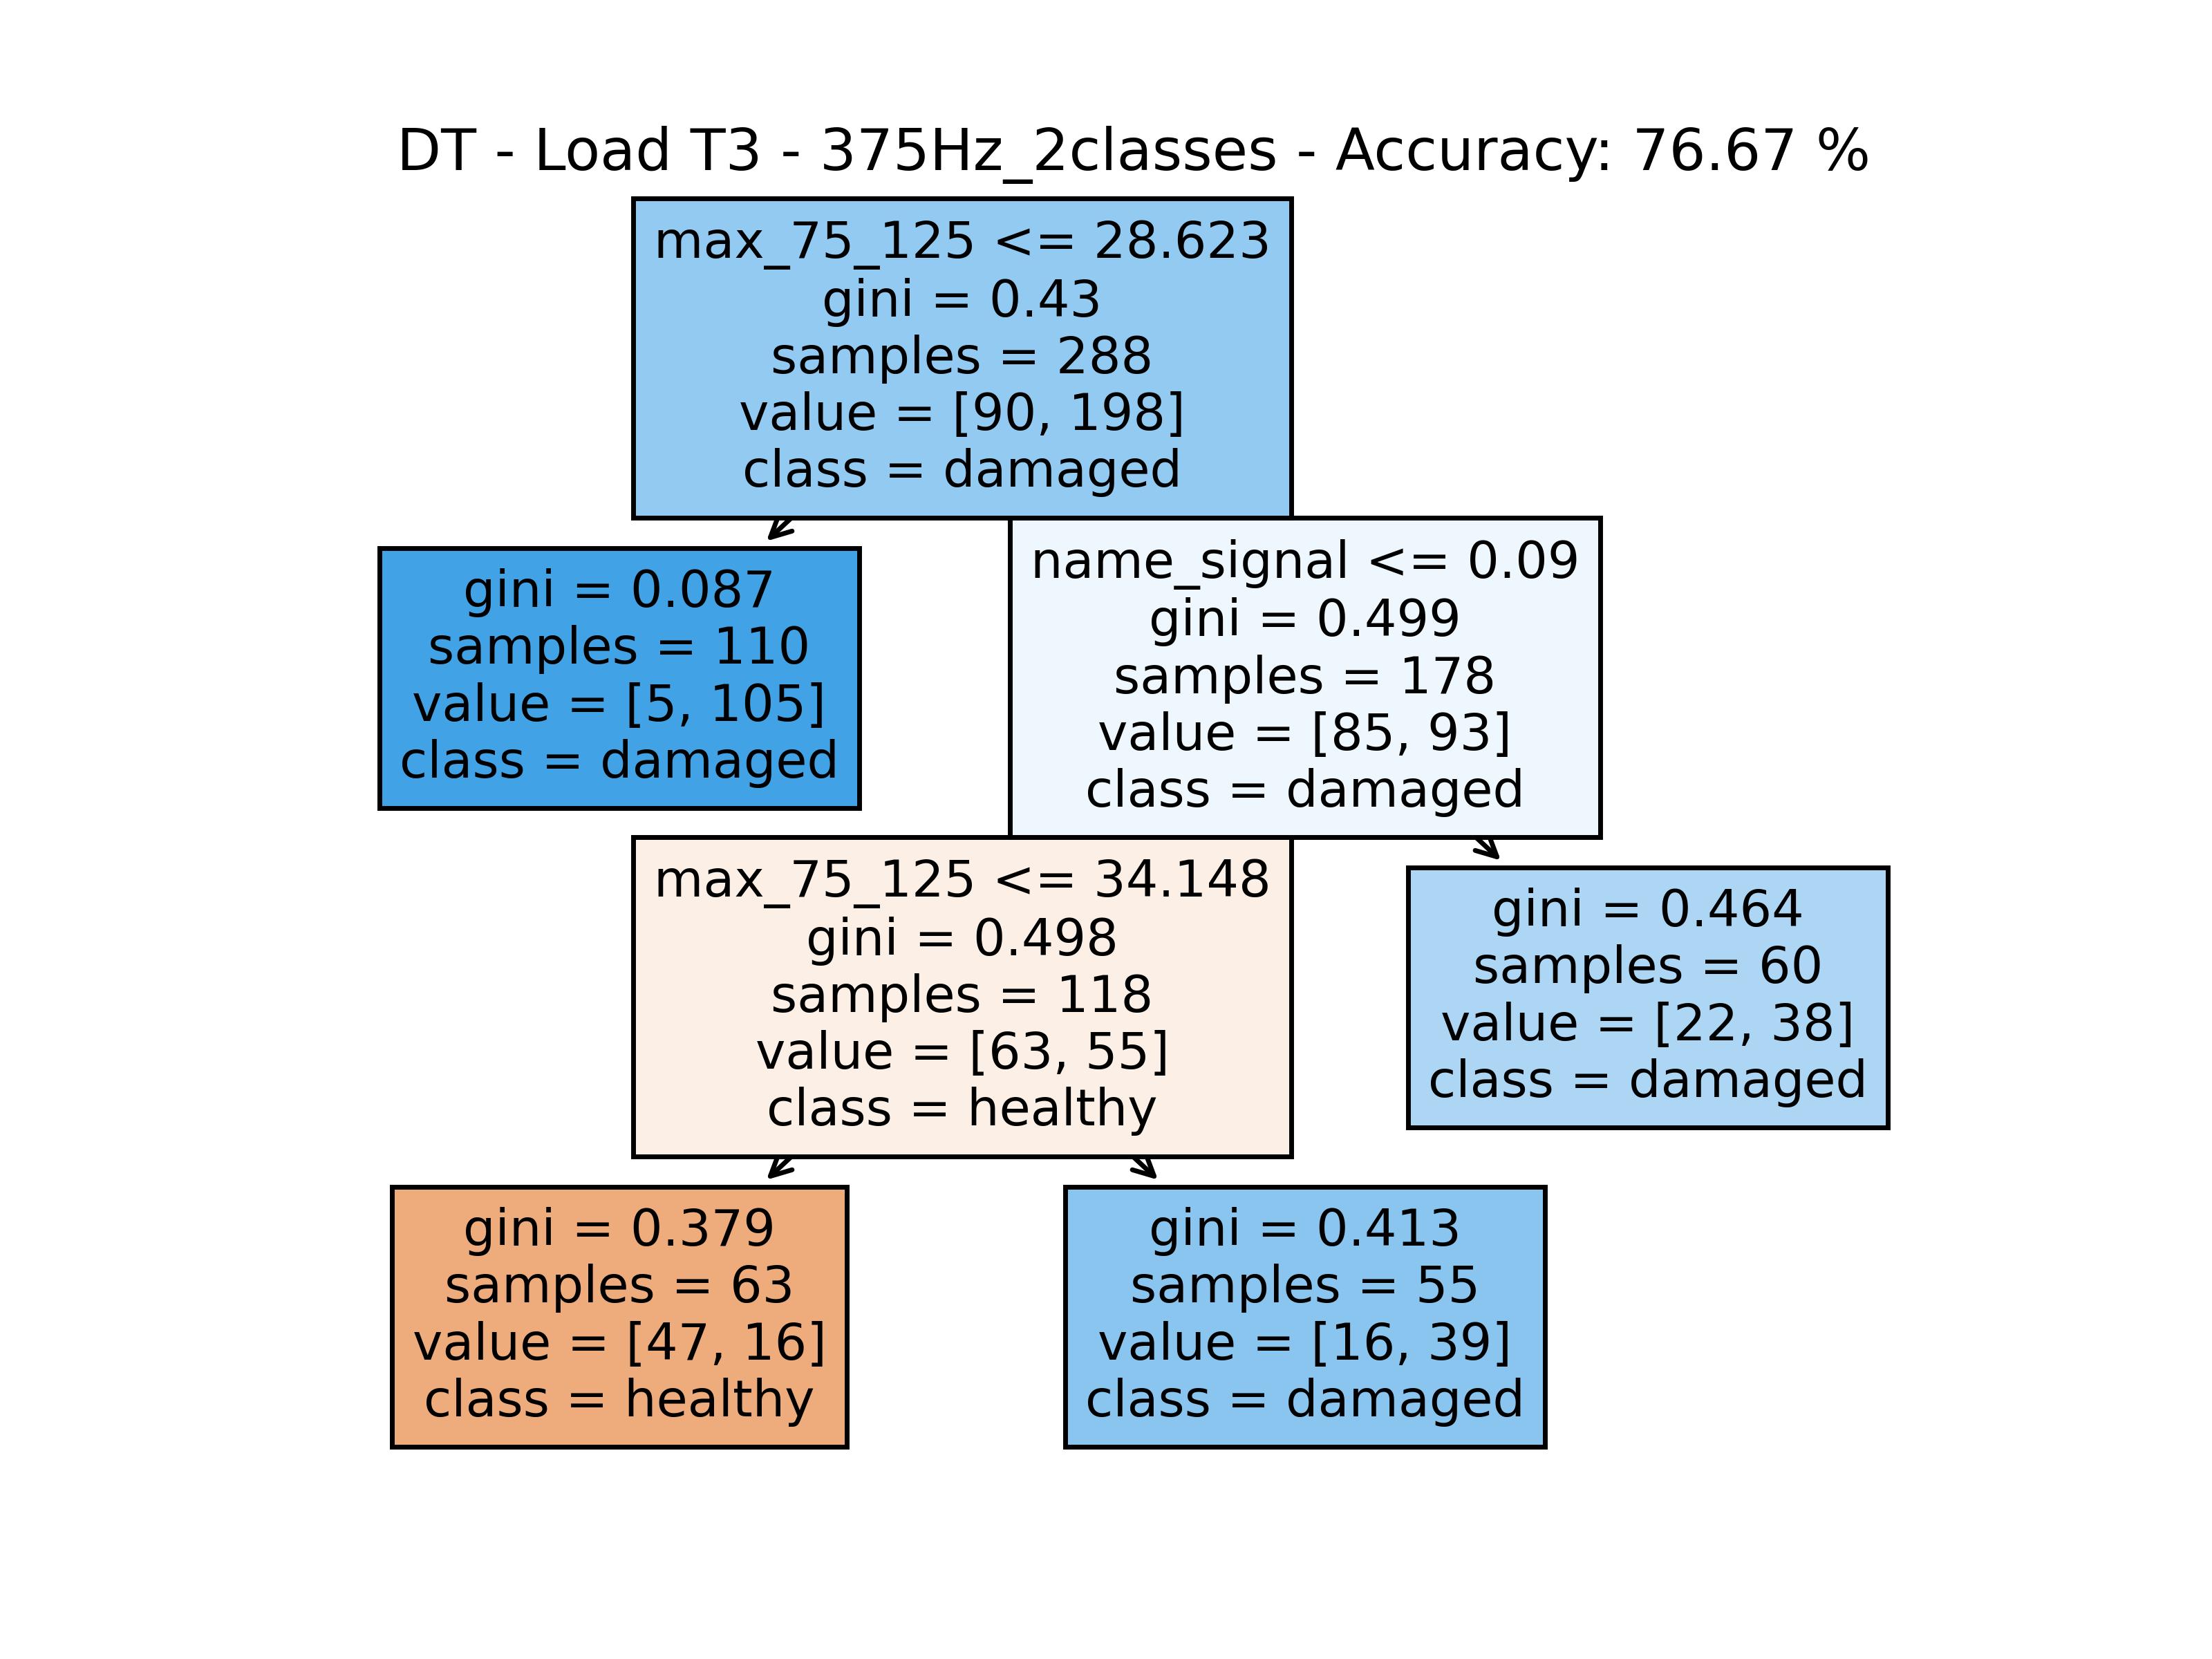 DT - Load T3 - 375Hz_2classes - Accuracy: 76.67 %
max_75_125 <= 28.623
gini = 0.43
samples = 288
value = [90, 198]
class = damaged
gini = 0.087
samples = 110
value = [5, 105]
class = damaged
name_signal <= 0.09
gini = 0.499
samples = 178
value = [85, 93]
class = damaged
max_75_125 <= 34.148
gini = 0.498
samples = 118
value = [63, 55]
class = healthy
gini = 0.464
samples = 60
value = [22, 38]
class = damaged
gini = 0.379
samples = 63
value = [47, 16]
class = healthy
gini = 0.413
samples = 55
value = [16, 39]
class = damaged